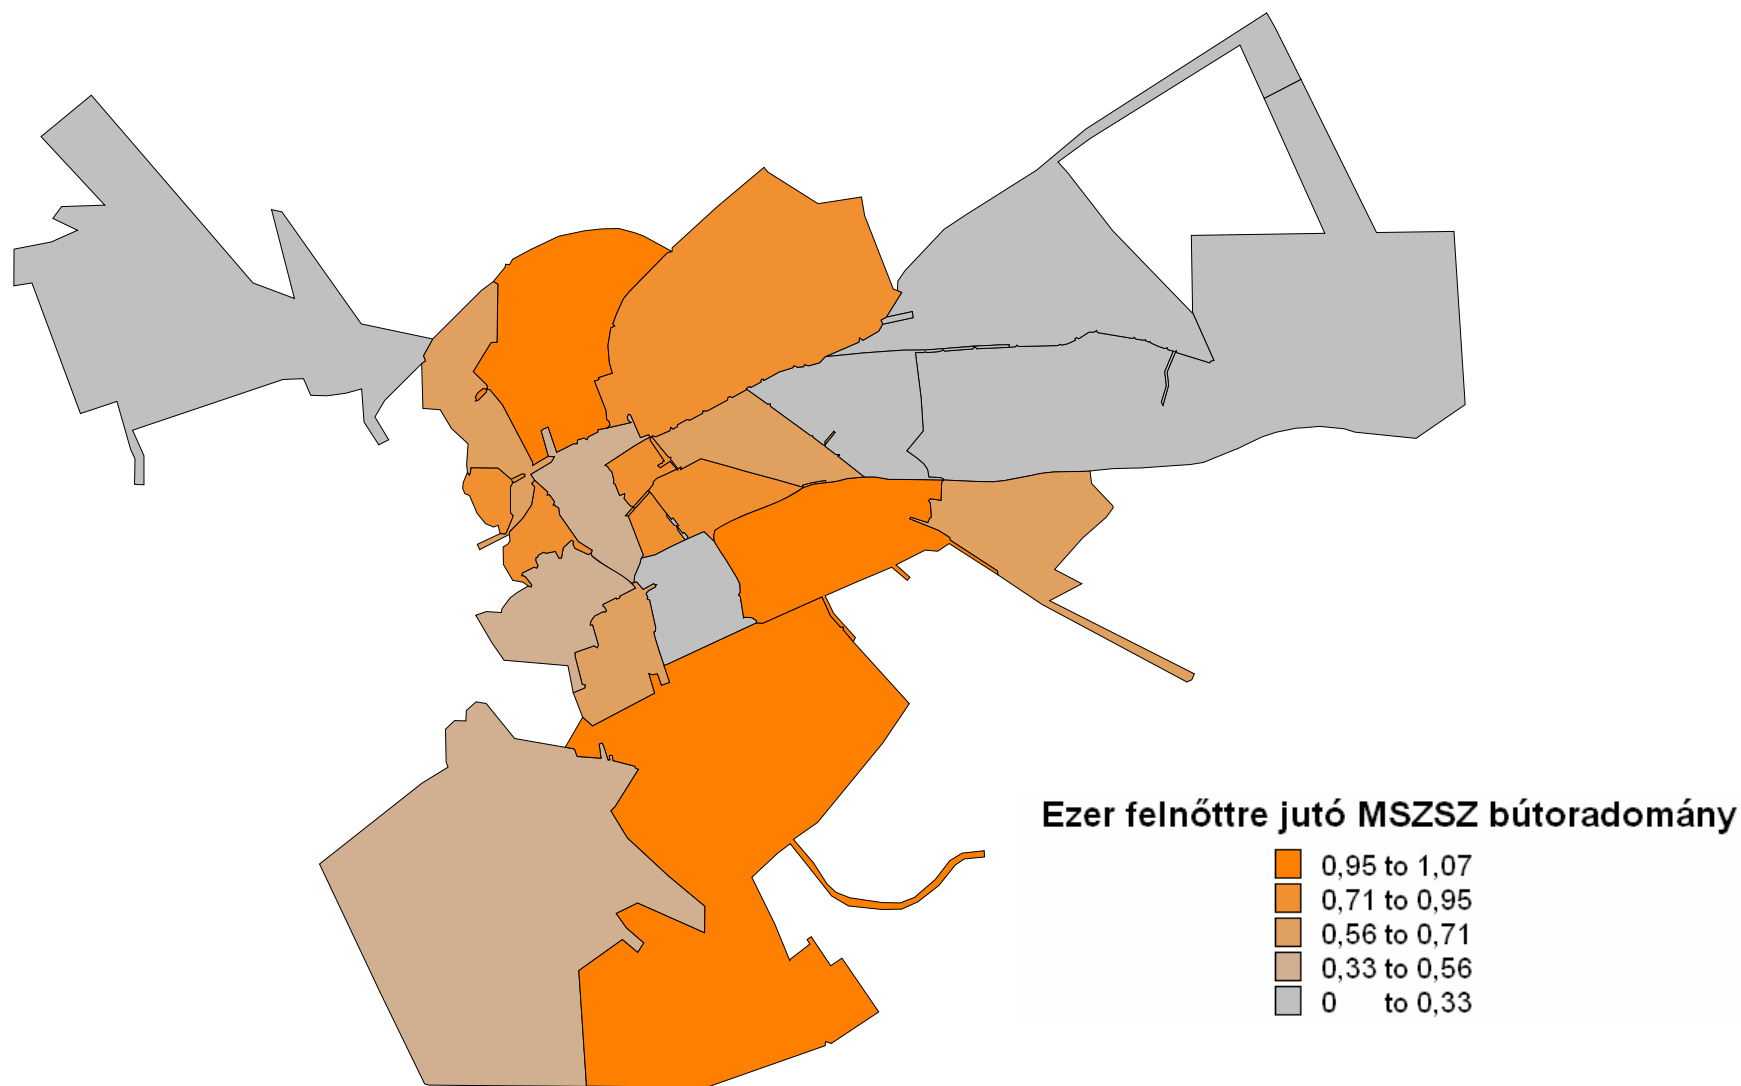 Ezer felnőttre jutó MSZSZ bútoradomány
0,95 to 1,07
0,71 to 0,95
0,56 to 0,71
0,33 to 0,56
0 to 0,33